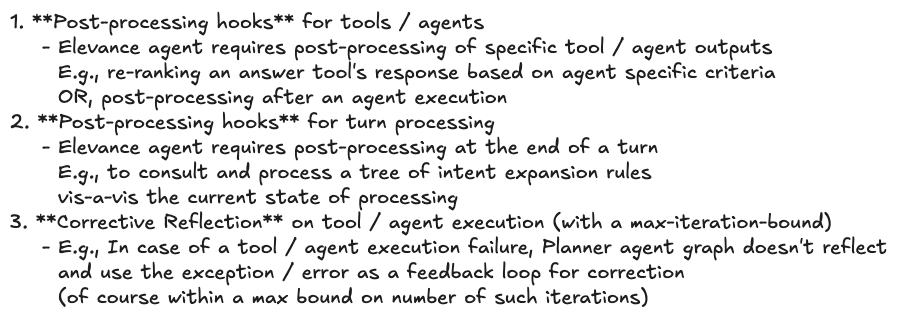 1. **Post-processing hooks** for tools / agents
- Elevance agent requires post-processing of specific tool / agent outputs
E.g., re-ranking an answer tool's response based on agent specific criteria
OR, post-processing after an agent execution
2. **Post-processing hooks** for turn processing
- Elevance agent requires post-processing at the end of a turn
E.g., to consult and process a tree of intent expansion rules
vis-a-vis the current state of processing
3. **Corrective Reflection** on tool / agent execution (with a max-iteration-bound)
- E.g., In case of a tool / agent execution failure, Planner agent graph doesn't reflect
and use the exception / error as a feedback loop for correction
(of course within a max bound on number of such iterations)